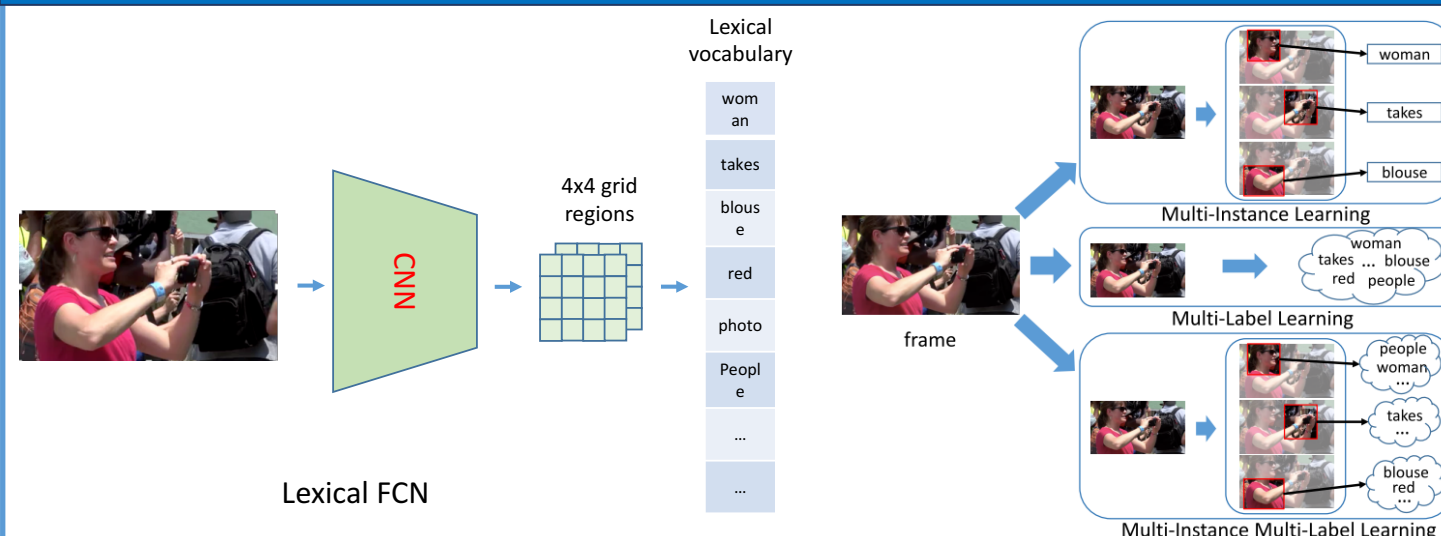 Lexical
vocabulary
wom
an
takes
blous
e
red
photo
Peopl
e
...
...
4x4 grid
regions
CNN
Lexical FCN
frame
woman
takes
blouse
Multi-Instance Learning
woman
takes ... blouse
red people
Multi-Label Learning
people
woman
...
takes
...
blouse
red
...
Multi-Instance Multi-Label Learning